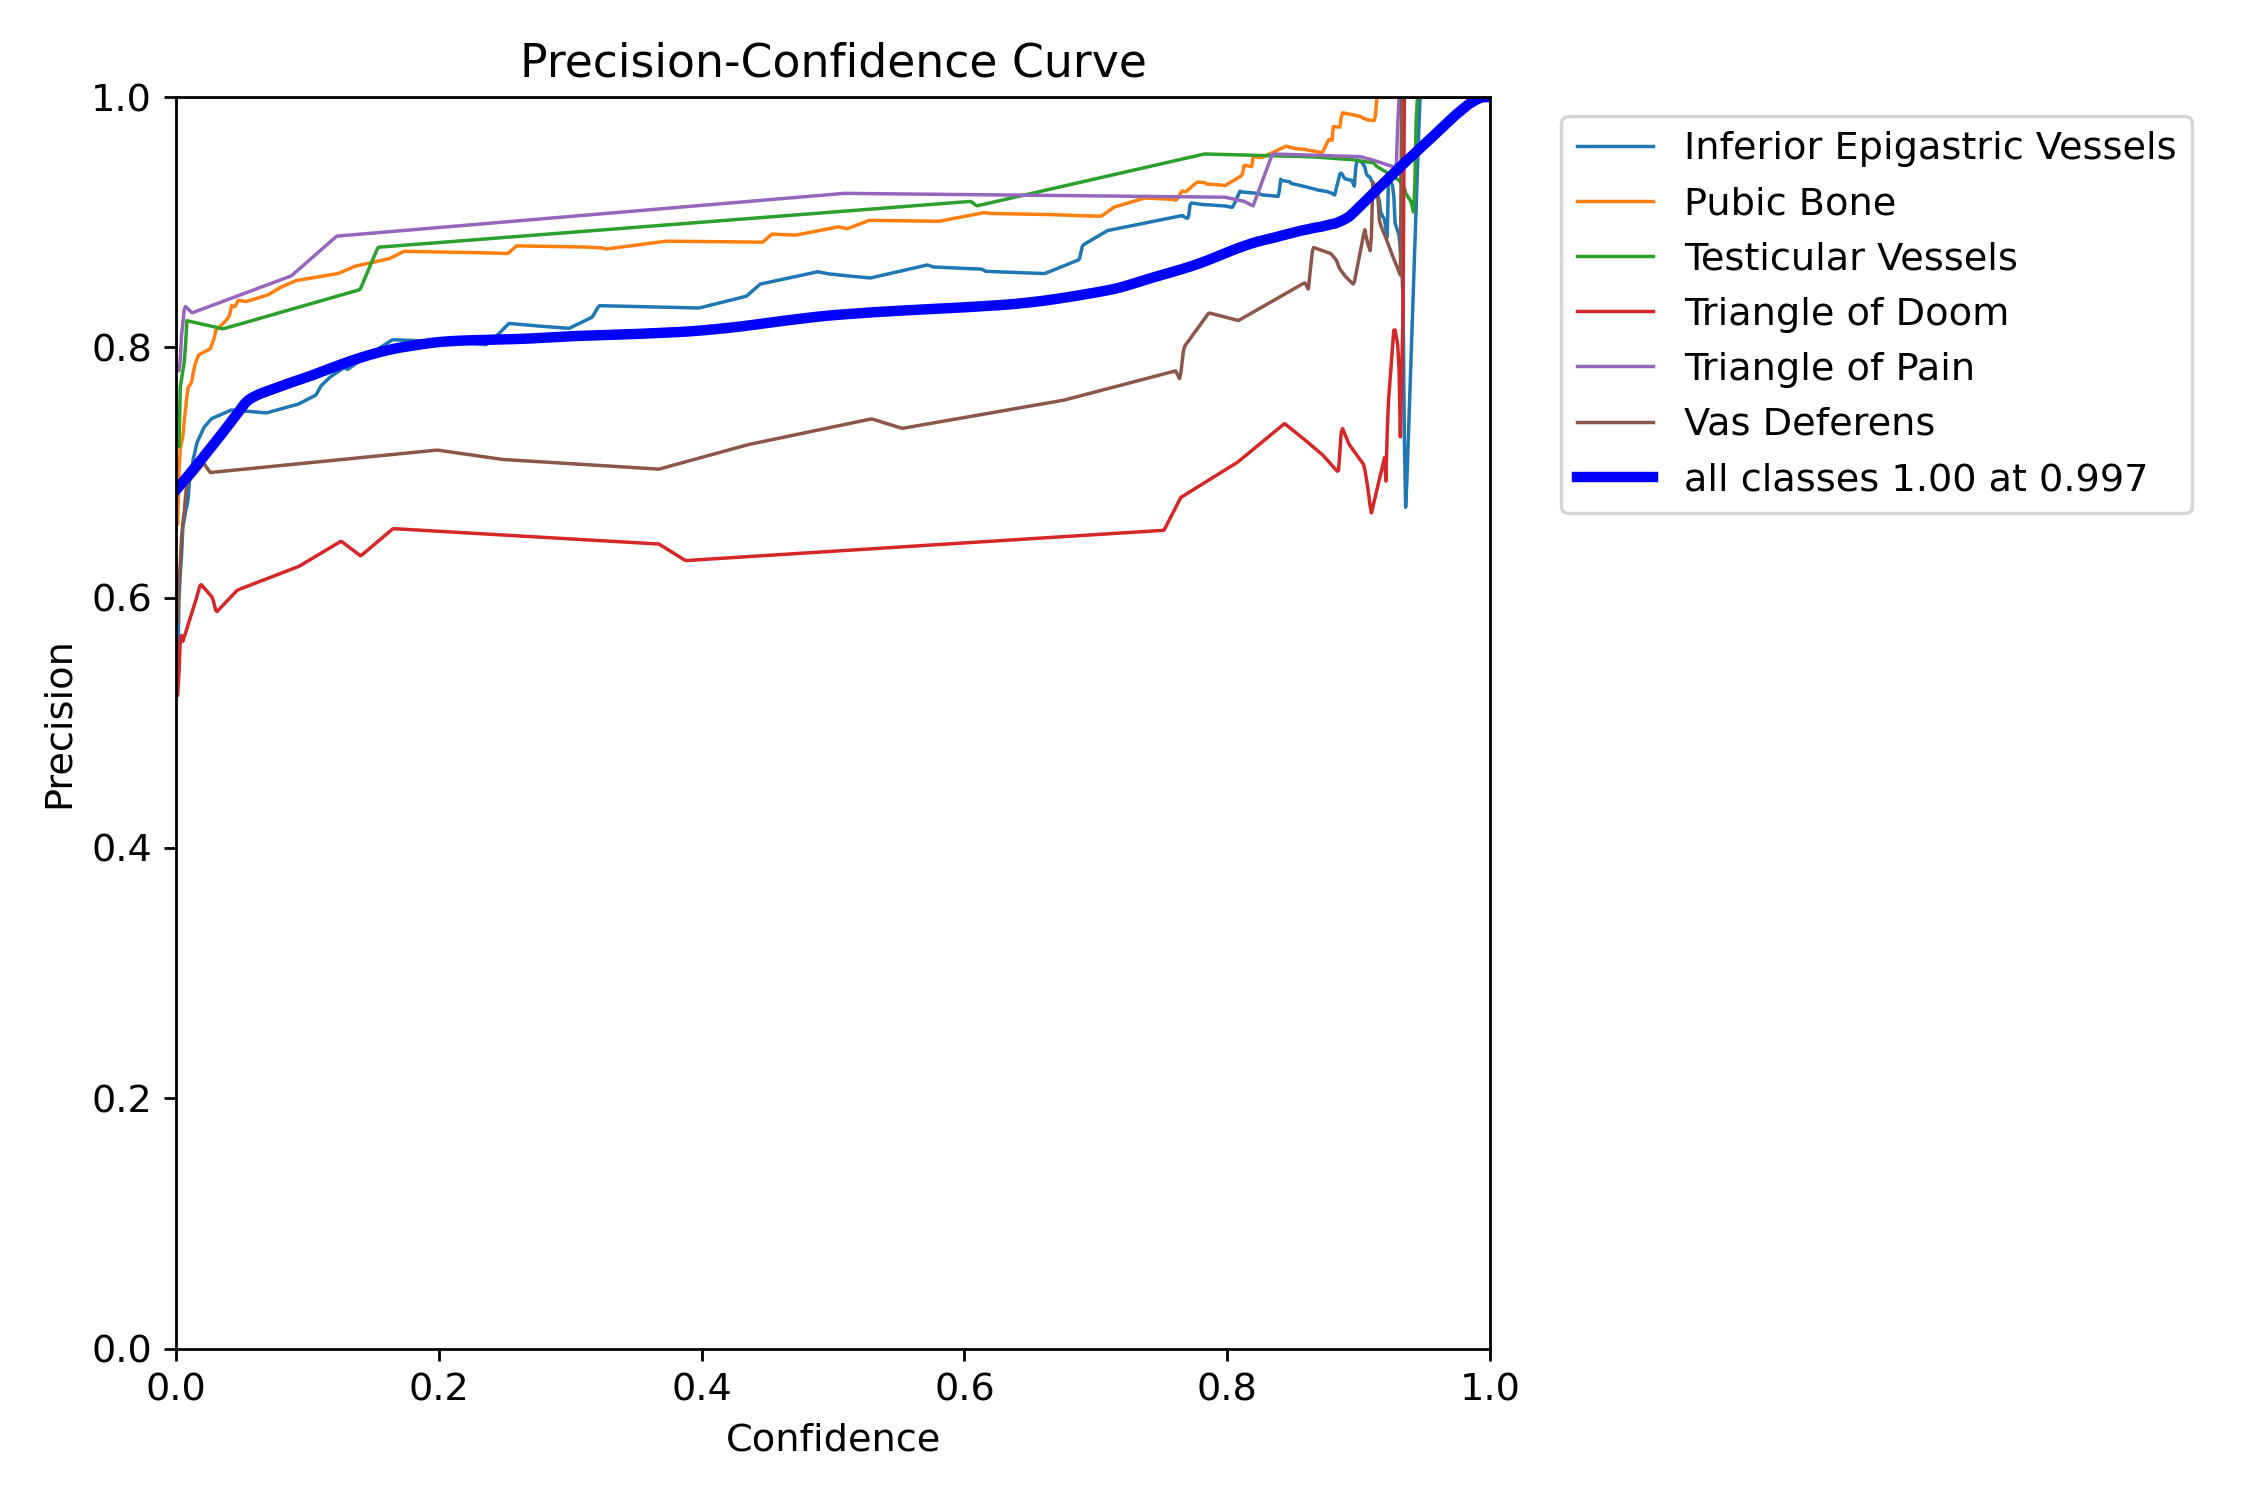 Precision-Confidence Curve
1.0
0.8
0.6
0.4
0.2
0.0
Precision
0.0 0.2 0.4 0.6 0.8 1.0
Confidence
Inferior Epigastric Vessels
Pubic Bone
Testicular Vessels
Triangle of Doom
Triangle of Pain
Vas Deferens
all classes 1.00 at 0.997